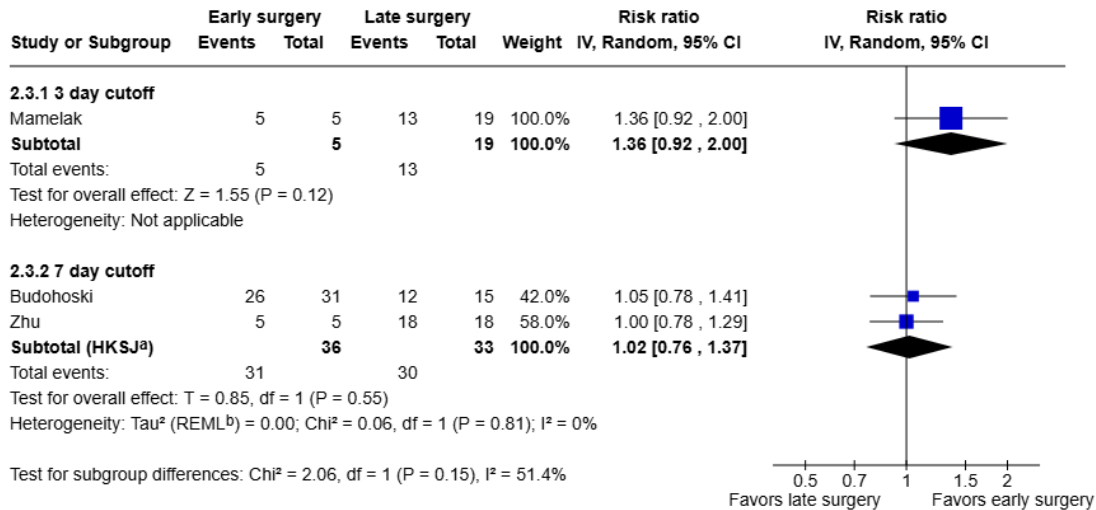 Early surgery Late surgery Risk ratio Risk ratio
Study or Subgroup Events Total Events Total Weight IV, Random, 95% CI IV, Random, 95% CI
2.3.1 3 day cutoff
Mamelak 5 5 13 19 100.0% 1.36 [0.92 , 2.00]
Subtotal 5 19 100.0% 1.36 [0.92 , 2.00]
Total events: 5 13
Test for overall effect: Z = 1.55 (P = 0.12)
Heterogeneity: Not applicable
2.3.2 7 day cutoff
Budohoski 26 31 12 15 42.0% 1.05 [0.78 , 1.41]
Zhu 5 5 18 18 58.0% 1.00 [0.78 , 1.29]
Subtotal (HKSJᵃ) 36 33 100.0% 1.02 [0.76 , 1.37]
Total events: 31 30
Test for overall effect: T = 0.85, df = 1 (P = 0.55)
Heterogeneity: Tau² (REMLᵇ) = 0.00; Chi² = 0.06, df = 1 (P = 0.81); I² = 0%
Test for subgroup differences: Chi² = 2.06, df = 1 (P = 0.15), I² = 51.4%
0.5 0.7 1 1.5 2
Favors late surgery Favors early surgery